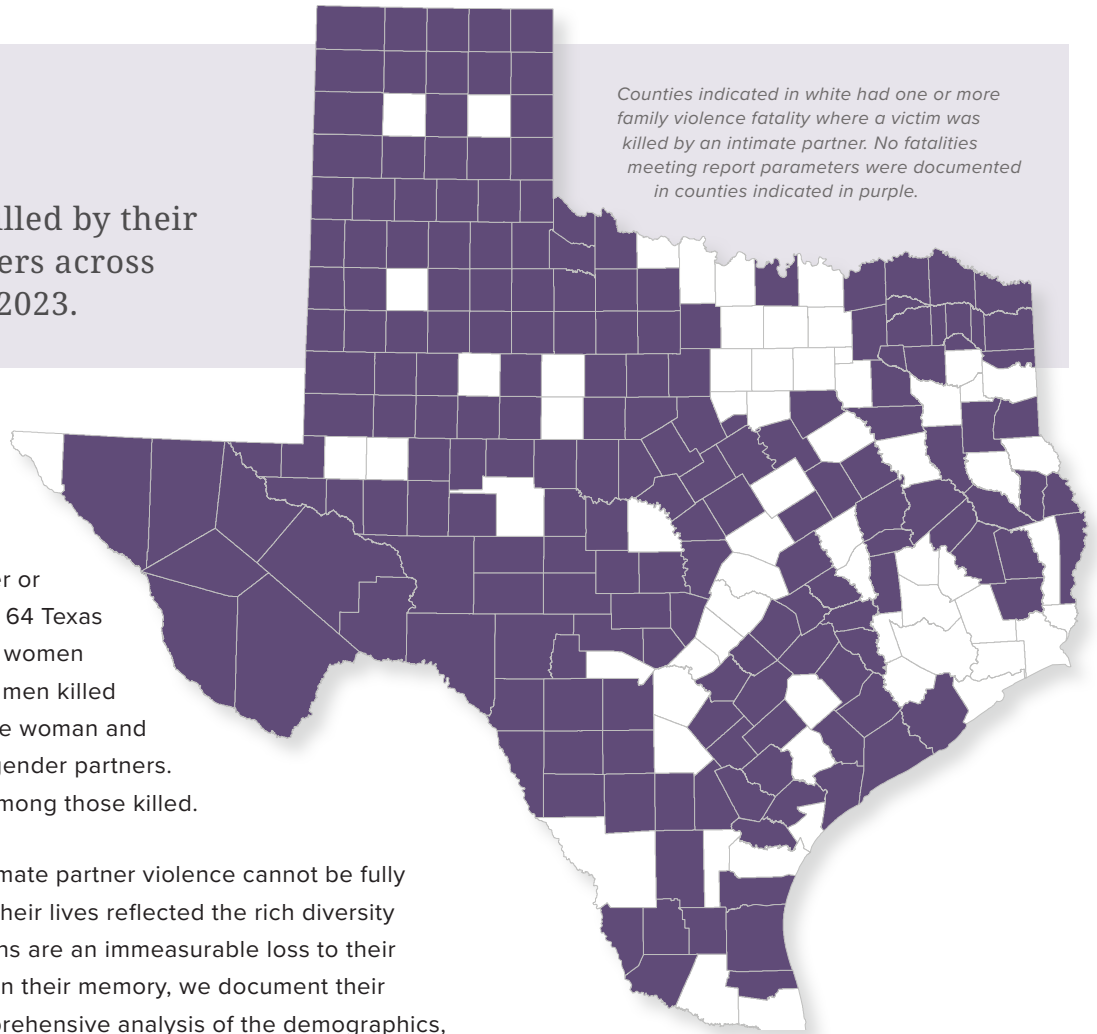 Counties indicated in white had one or more
family violence fatality where a victim was
killed by an intimate partner. No fatalities
meeting report parameters were documented
in counties indicated in purple.
illed by their
ers across
2023.
er or
64 Texas
women
men killed
e woman and
gender partners.
mong those killed.
mate partner violence cannot be fully
heir lives reflected the rich diversity
ns are an immeasurable loss to their
n their memory, we document their
prehensive analysis of the demographics,